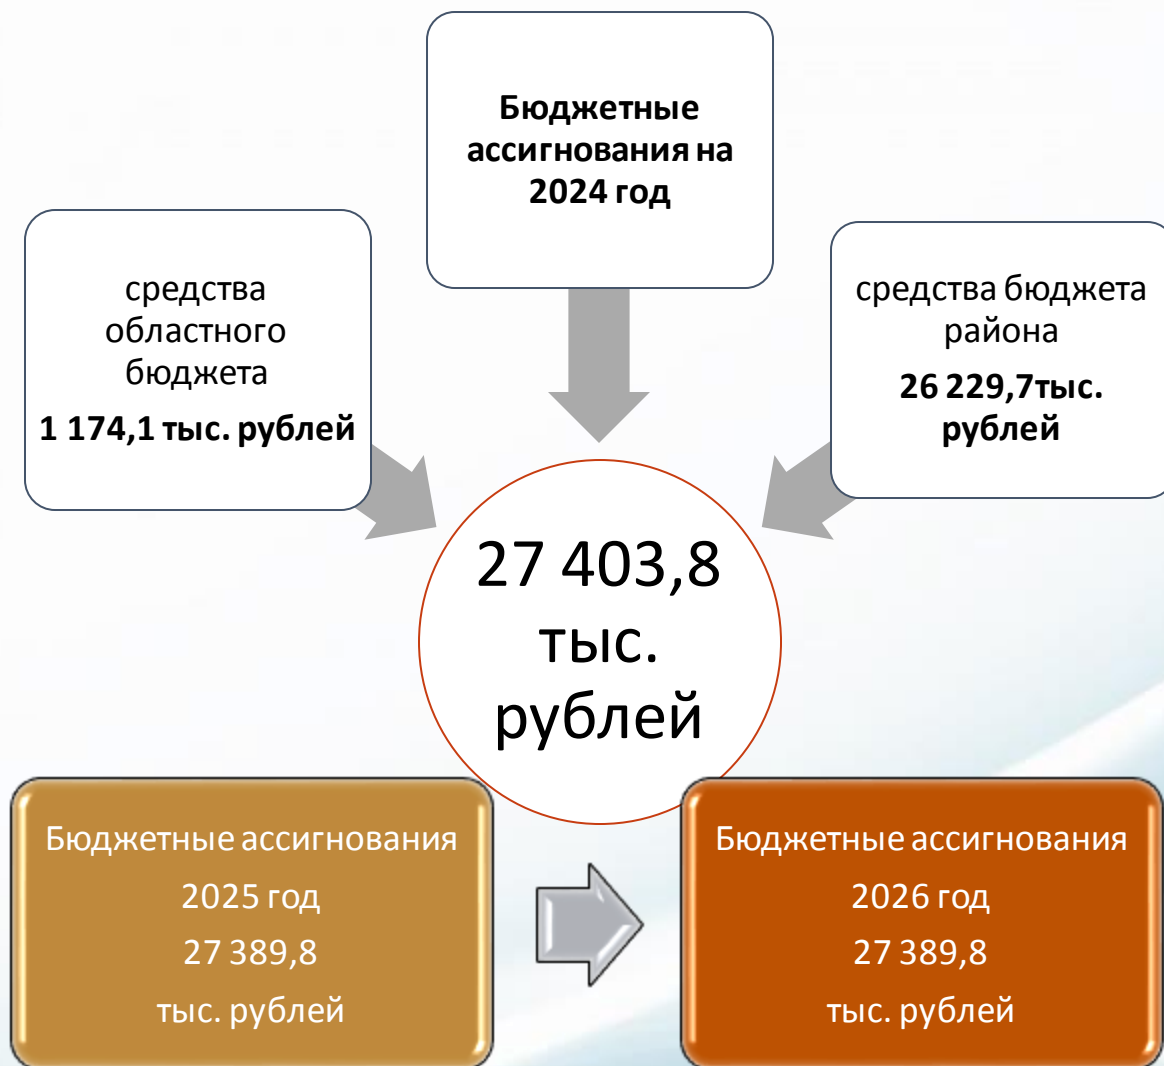 Бюджетные
ассигнования на
2024 год
средства
областного
бюджета
1 174,1 тыс. рублей
средства бюджета
района
26 229,7тыс.
рублей
27 403,8
тыс.
рублей
Бюджетные ассигнования
2025 год
27 389,8
тыс. рублей
Бюджетные ассигнования
2026 год
27 389,8
тыс. рублей